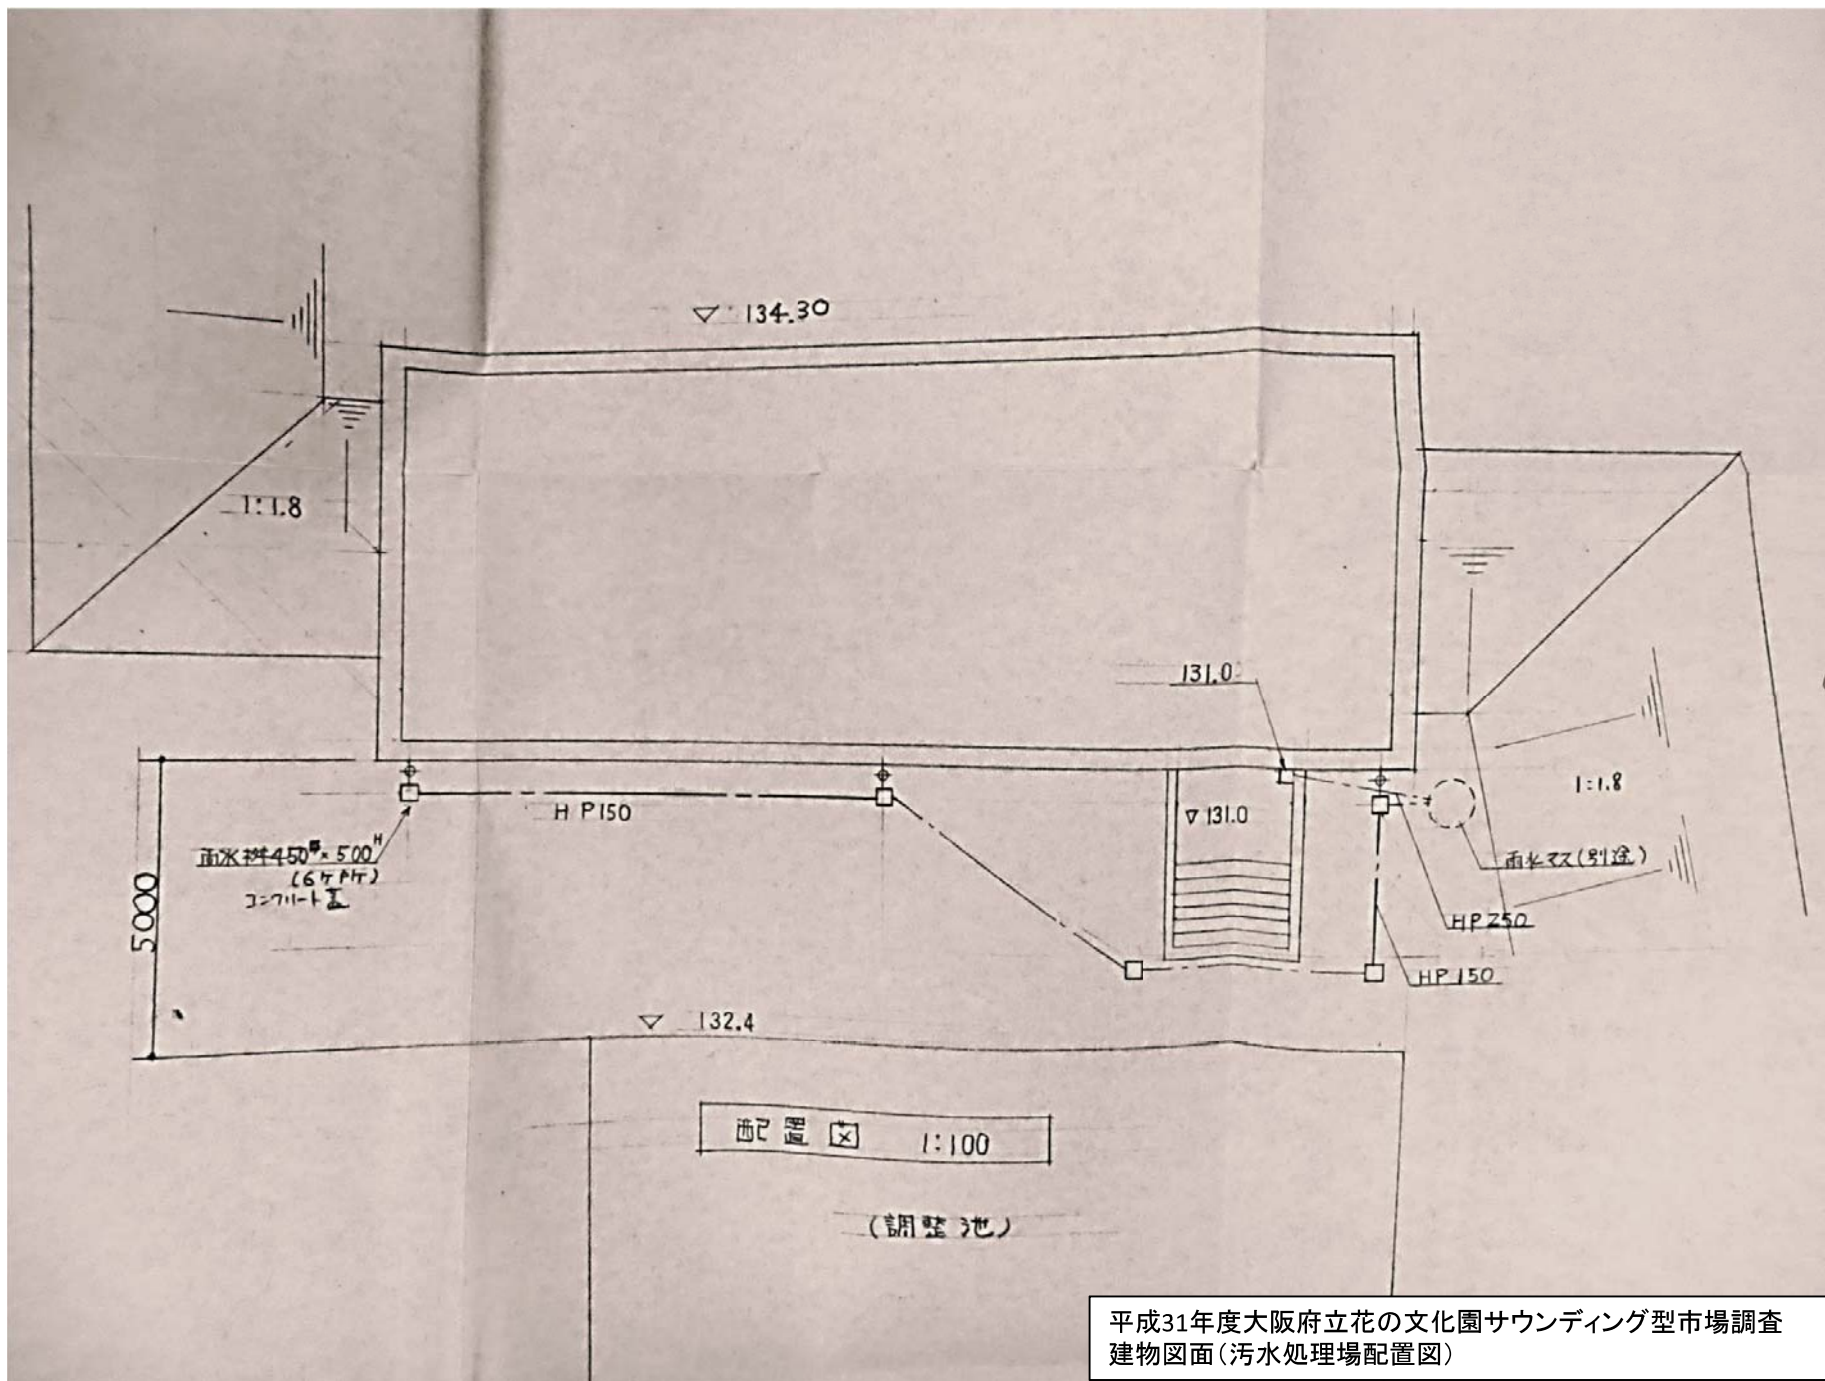 ▽ 134.30
1:1.8
131.0
▽ 131.0
1:1.8
HP150
雨水桝450□×500H
(6ヶ所)
コンクリート蓋
雨水マス(別途)
HP250
HP150
5000
▽ 132.4
配置図 1:100
(調整池)
平成31年度大阪府立花の文化園サウンディング型市場調査
建物図面(汚水処理場配置図)